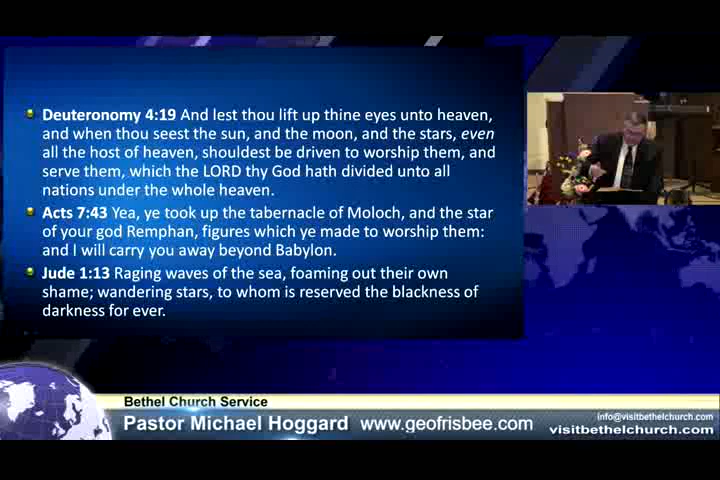 Deuteronomy 4:19 And lest thou lift up thine eyes unto heaven,
and when thou seest the sun, and the moon, and the stars, even
all the host of heaven, shouldest be driven to worship them, and
serve them, which the LORD thy God hath divided unto all
nations under the whole heaven.
Acts 7:43 Yea, ye took up the tabernacle of Moloch, and the star
of your god Remphan, figures which ye made to worship them:
and I will carry you away beyond Babylon.
Jude 1:13 Raging waves of the sea, foaming out their own
shame; wandering stars, to whom is reserved the blackness of
darkness for ever.
Bethel Church Service
Pastor Michael Hoggard www.geofrisbee.com
info@visitbethelchurch.com
visitbethelchurch.com